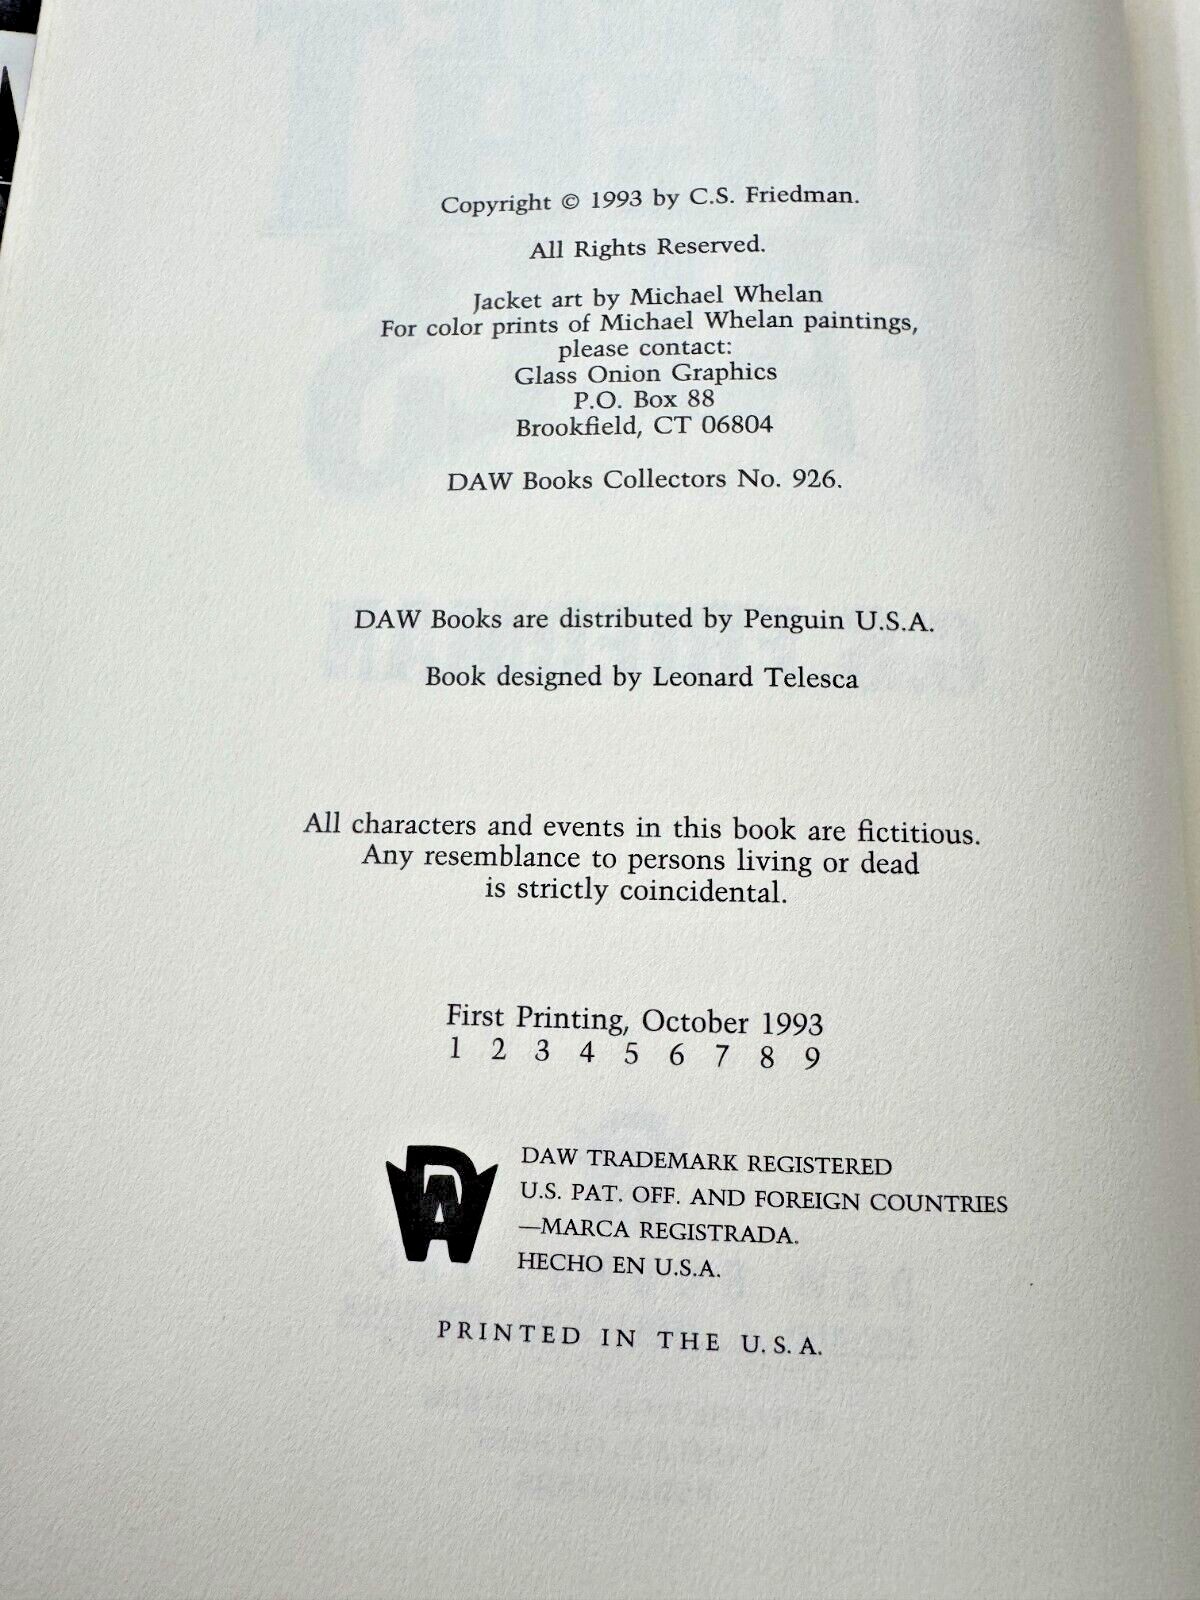 Copyright © 1993 by C.S. Friedman.
All Rights Reserved.
Jacket art by Michael Whelan
For color prints of Michael Whelan paintings,
please contact:
Glass Onion Graphics
P.O. Box 88
Brookfield, CT 06804
DAW Books Collectors No. 926.
DAW Books are distributed by Penguin U.S.A.
Book designed by Leonard Telesca
All characters and events in this book are fictitious.
Any resemblance to persons living or dead
is strictly coincidental.
First Printing, October 1993
1 2 3 4 5 6 7 8 9
DAW
DAW TRADEMARK REGISTERED
U.S. PAT. OFF. AND FOREIGN COUNTRIES
—MARCA REGISTRADA.
HECHO EN U.S.A.
PRINTED IN THE U.S.A.